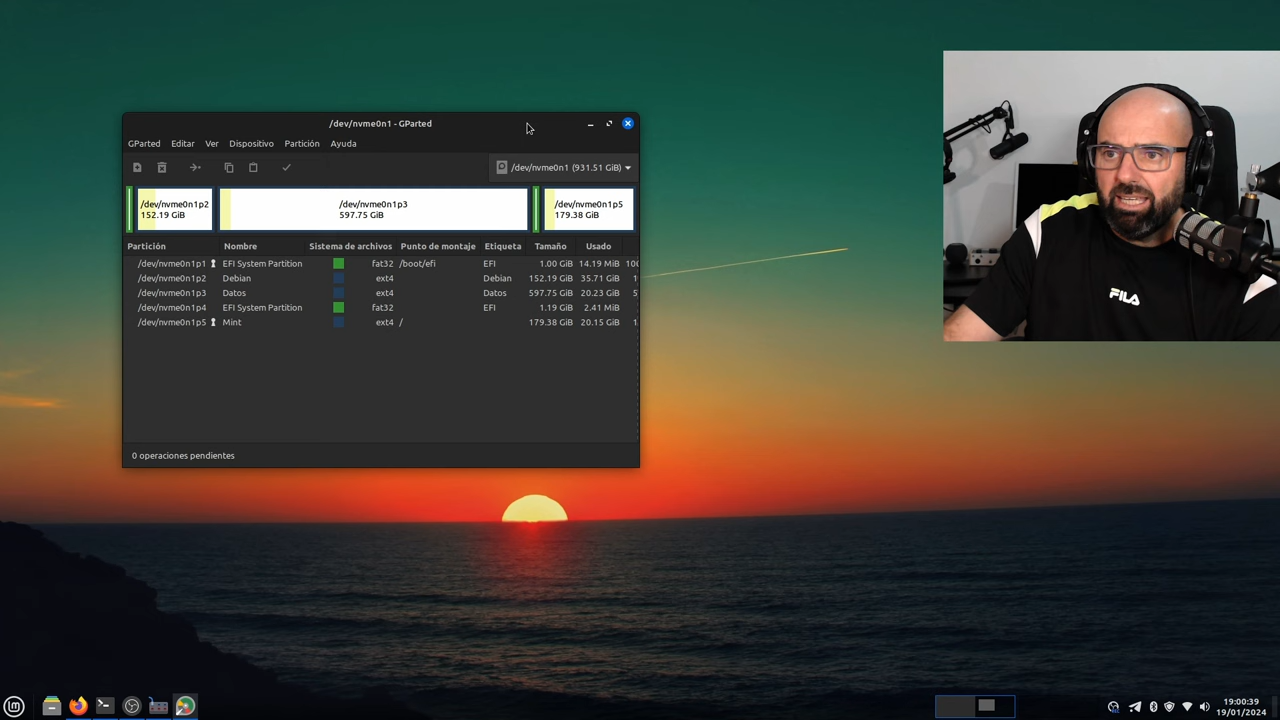 /dev/nvme0n1 - GParted
GParted Editar Ver Dispositivo Partición Ayuda
/dev/nvme0n1 (931.51 GiB)
/dev/nvme0n1p2
152.19 GiB
/dev/nvme0n1p3
597.75 GiB
/dev/nvme0n1p5
179.38 GiB
Partición Nombre Sistema de archivos Punto de montaje Etiqueta Tamaño Usado
/dev/nvme0n1p1 EFI System Partition fat32 /boot/efi EFI 1.00 GiB 14.19 MiB 10
/dev/nvme0n1p2 Debian ext4 Debian 152.19 GiB 35.71 GiB 1
/dev/nvme0n1p3 Datos ext4 Datos 597.75 GiB 20.23 GiB 5
/dev/nvme0n1p4 EFI System Partition fat32 EFI 1.19 GiB 2.41 MiB
/dev/nvme0n1p5 Mint ext4 / 179.38 GiB 20.15 GiB 1
0 operaciones pendientes
FILA
19:00:39
19/01/2024